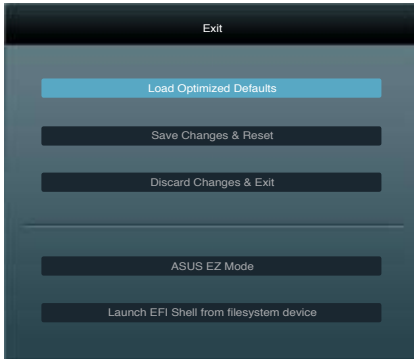 Exit
Load Optimized Defaults
Save Changes & Reset
Discard Changes & Exit
ASUS EZ Mode
Launch EFI Shell from filesystem device